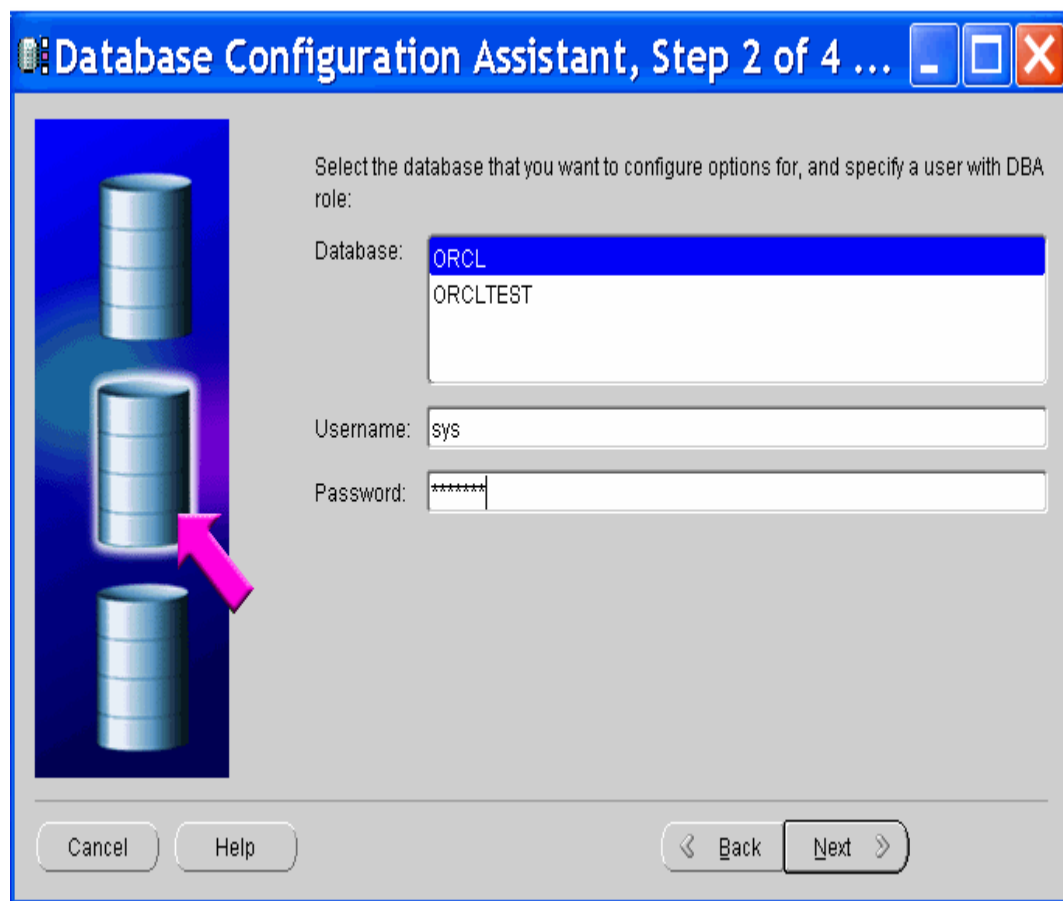 Database Configuration Assistant, Step 2 of 4 ...
Select the database that you want to configure options for, and specify a user with DBA
role:
Database:
ORCL
ORCLTEST
Username: sys
Password: *******
Cancel Help Back Next